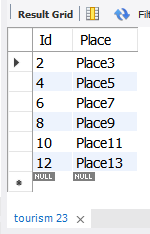 Result Grid
Id Place
2 Place3
4 Place5
6 Place7
8 Place9
10 Place11
12 Place13
NULL NULL
tourism 23